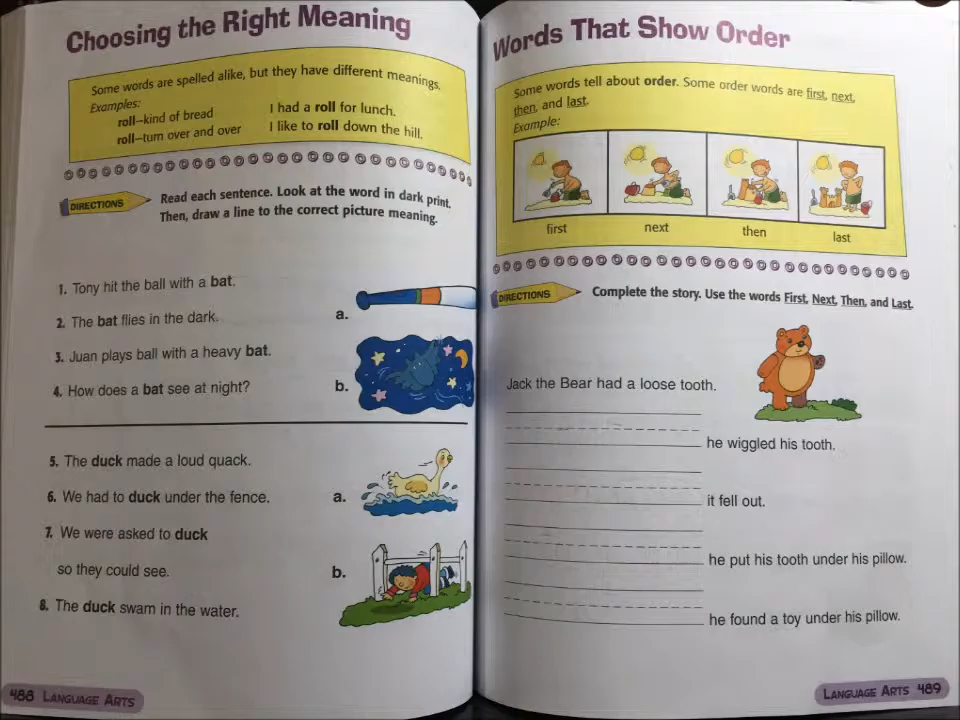 Choosing the Right Meaning
Some words are spelled alike, but they have different meanings.
Examples:
roll–kind of bread I had a roll for lunch.
roll–turn over and over I like to roll down the hill.
DIRECTIONS
Read each sentence. Look at the word in dark print.
Then, draw a line to the correct picture meaning.
1. Tony hit the ball with a bat.
2. The bat flies in the dark.
a.
3. Juan plays ball with a heavy bat.
4. How does a bat see at night?
b.
5. The duck made a loud quack.
6. We had to duck under the fence.
a.
7. We were asked to duck
so they could see.
b.
8. The duck swam in the water.
488 LANGUAGE ARTS
Words That Show Order
Some words tell about order. Some order words are first, next,
then, and last.
Example:
first next then last
DIRECTIONS
Complete the story. Use the words First, Next, Then, and Last.
Jack the Bear had a loose tooth.
he wiggled his tooth.
it fell out.
he put his tooth under his pillow.
he found a toy under his pillow.
LANGUAGE ARTS 489